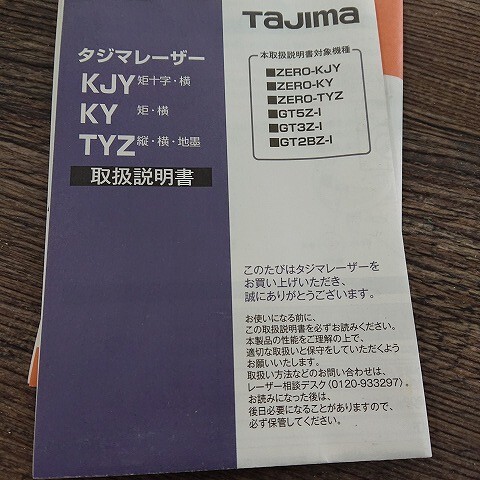 TAJIMA
タジマレーザー
KJY 矩十字・横
KY 矩・横
TYZ 縦・横・地墨
取扱説明書
本取扱説明書対象機種
■ZERO-KJY
■ZERO-KY
■ZERO-TYZ
■GT5Z-I
■GT3Z-I
■GT2BZ-I
このたびはタジマレーザーを
お買い上げいただき、
誠にありがとうございます。
お使いになる前に、
この取扱説明書を必ずお読みください。
本製品の性能をご理解の上で、
適切な取扱いと保守をしていただくよう
お願いいたします。
取扱い方法などのお問い合わせは、
レーザー相談デスク(0120-933297)。
お読みになった後は、
後日必要になることがありますので、
必ず保管してください。